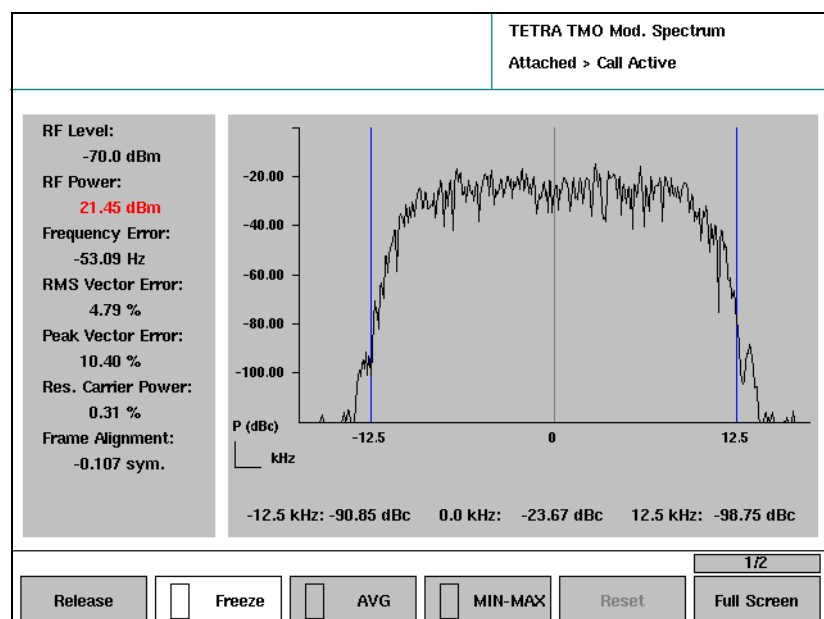 TETRA TMO Mod. Spectrum
Attached > Call Active
RF Level:
-70.0 dBm
RF Power:
21.45 dBm
Frequency Error:
-53.09 Hz
RMS Vector Error:
4.79 %
Peak Vector Error:
10.40 %
Res. Carrier Power:
0.31 %
Frame Alignment:
-0.107 sym.
-20.00
-40.00
-60.00
-80.00
-100.00
P (dBc)
kHz
-12.5 0 12.5
-12.5 kHz: -90.85 dBc 0.0 kHz: -23.67 dBc 12.5 kHz: -98.75 dBc
1/2
Release Freeze AVG MIN-MAX Reset Full Screen